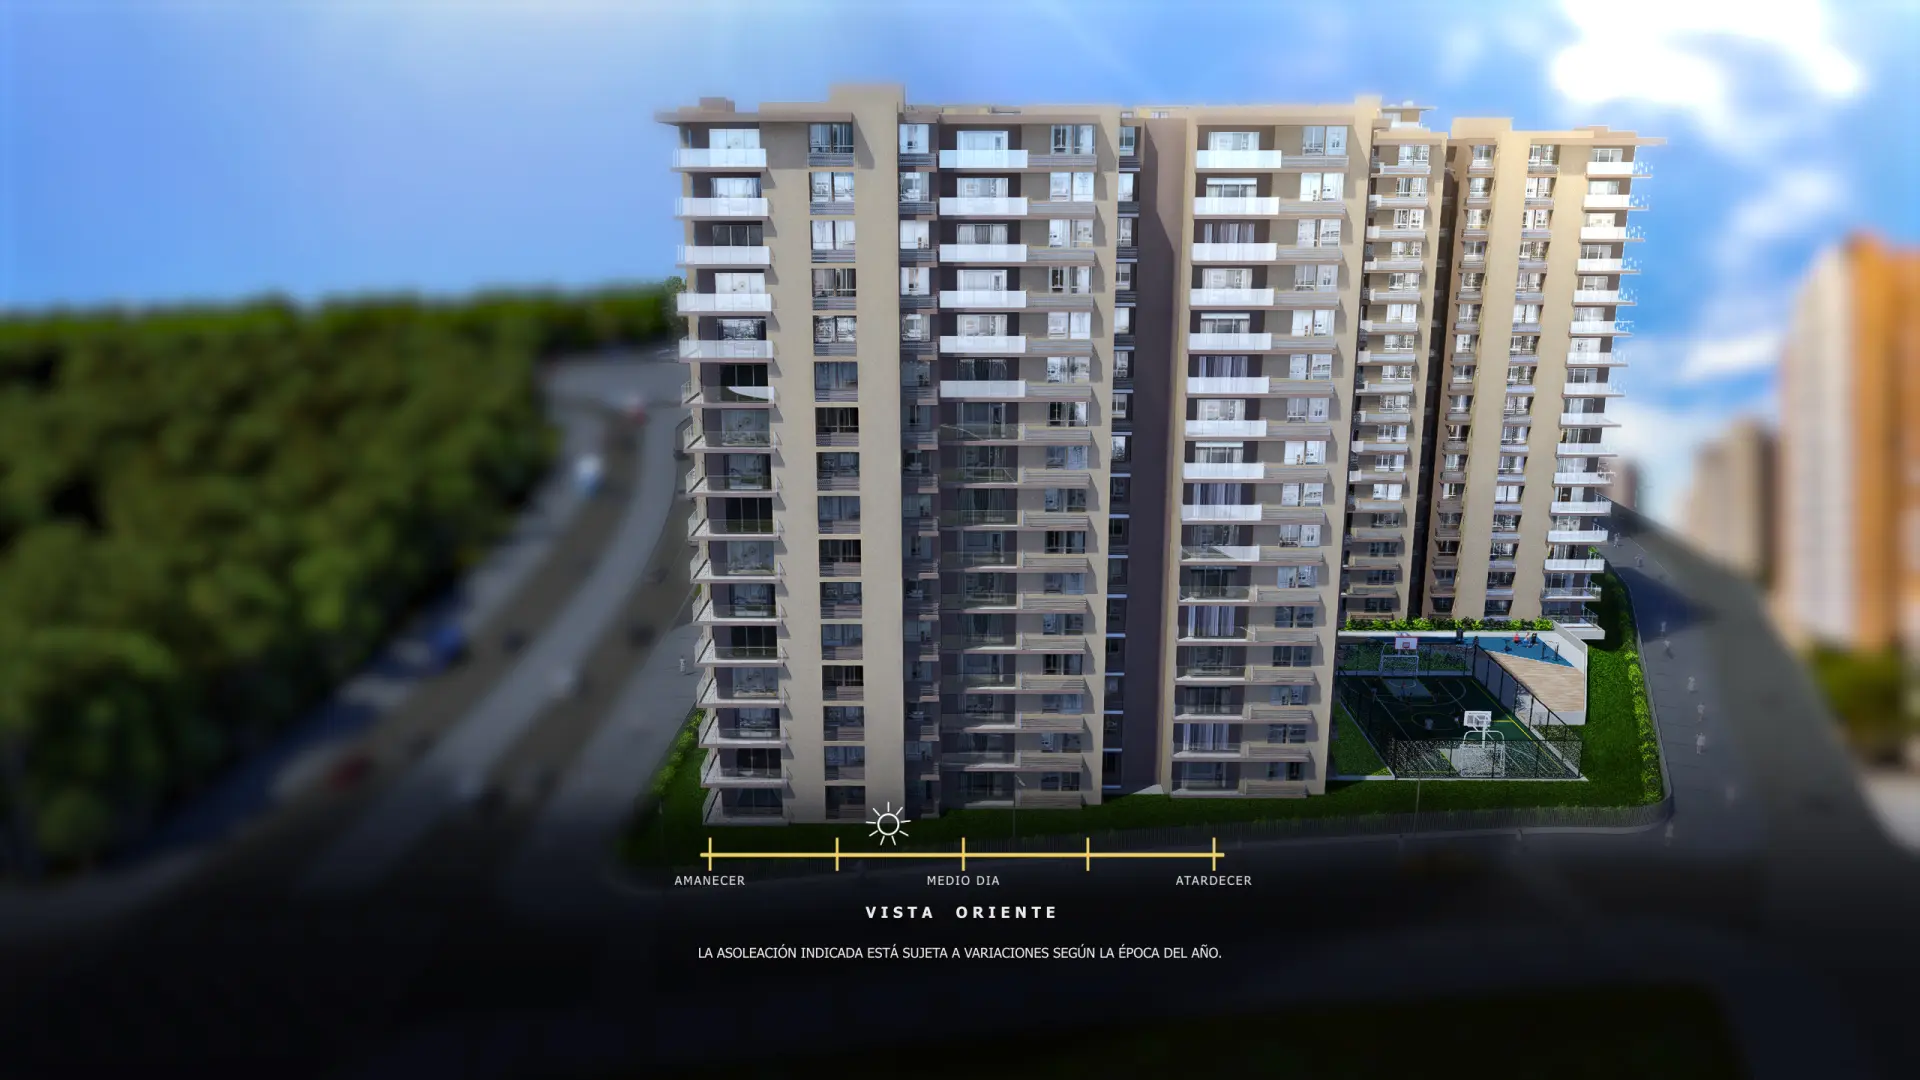 AMANECER MEDIO DIA ATARDECER
VISTA ORIENTE
LA ASOLEACIÓN INDICADA ESTÁ SUJETA A VARIACIONES SEGÚN LA ÉPOCA DEL AÑO.